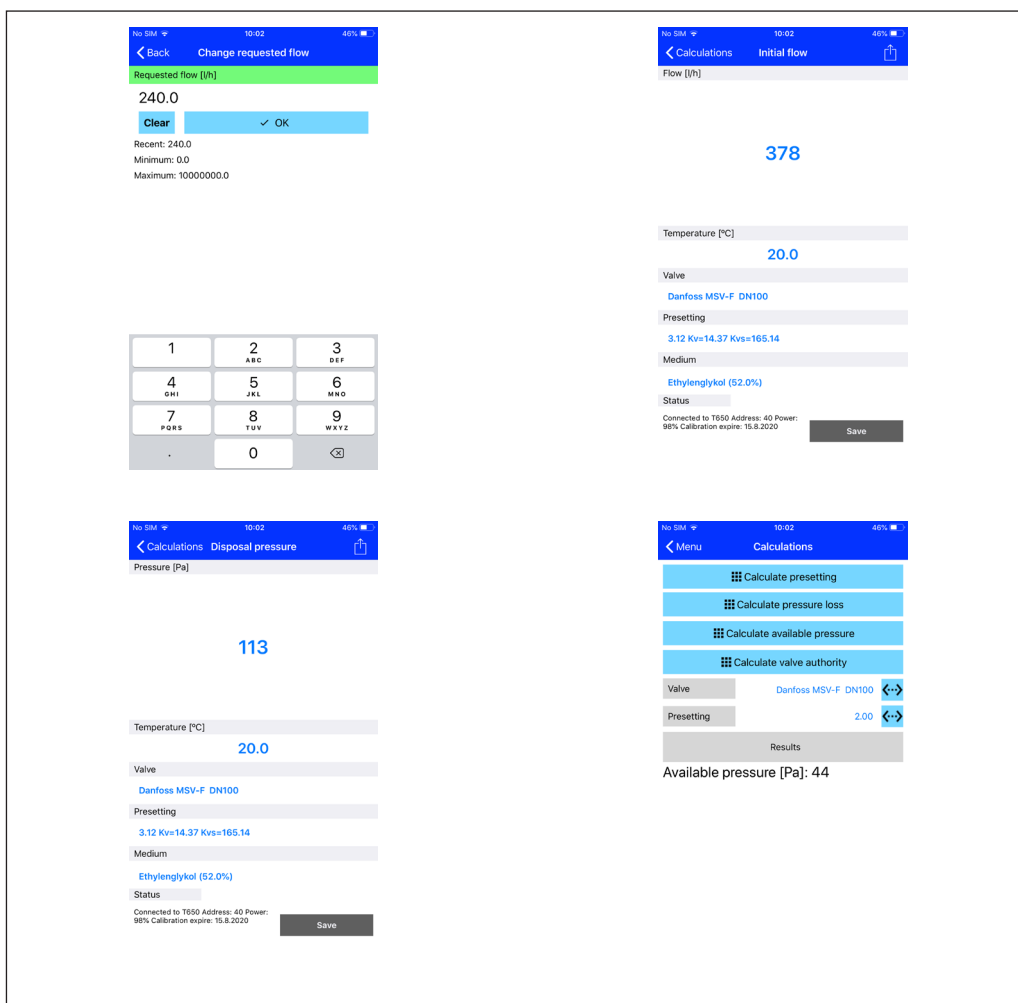 No SIM 10:02 46%
Back Change requested flow
Requested flow [l/h]
240.0
Clear ✓ OK
Recent: 240.0
Minimum: 0.0
Maximum: 10000000.0
1 2 3
ABC DEF
4 5 6
GHI JKL MNO
7 8 9
PQRS TUV WXYZ
. 0
No SIM 10:02 46%
Calculations Initial flow
Flow [l/h]
378
Temperature [ºC]
20.0
Valve
Danfoss MSV-F DN100
Presetting
3.12 Kv=14.37 Kvs=165.14
Medium
Ethylenglykol (52.0%)
Status
Connected to T650 Address: 40 Power:
98% Calibration expire: 15.8.2020
Save
No SIM 10:02 46%
Calculations Disposal pressure
Pressure [Pa]
113
Temperature [ºC]
20.0
Valve
Danfoss MSV-F DN100
Presetting
3.12 Kv=14.37 Kvs=165.14
Medium
Ethylenglykol (52.0%)
Status
Connected to T650 Address: 40 Power:
98% Calibration expire: 15.8.2020
Save
No SIM 10:02 46%
Menu Calculations
Calculate presetting
Calculate pressure loss
Calculate available pressure
Calculate valve authority
Valve Danfoss MSV-F DN100
Presetting 2.00
Results
Available pressure [Pa]: 44